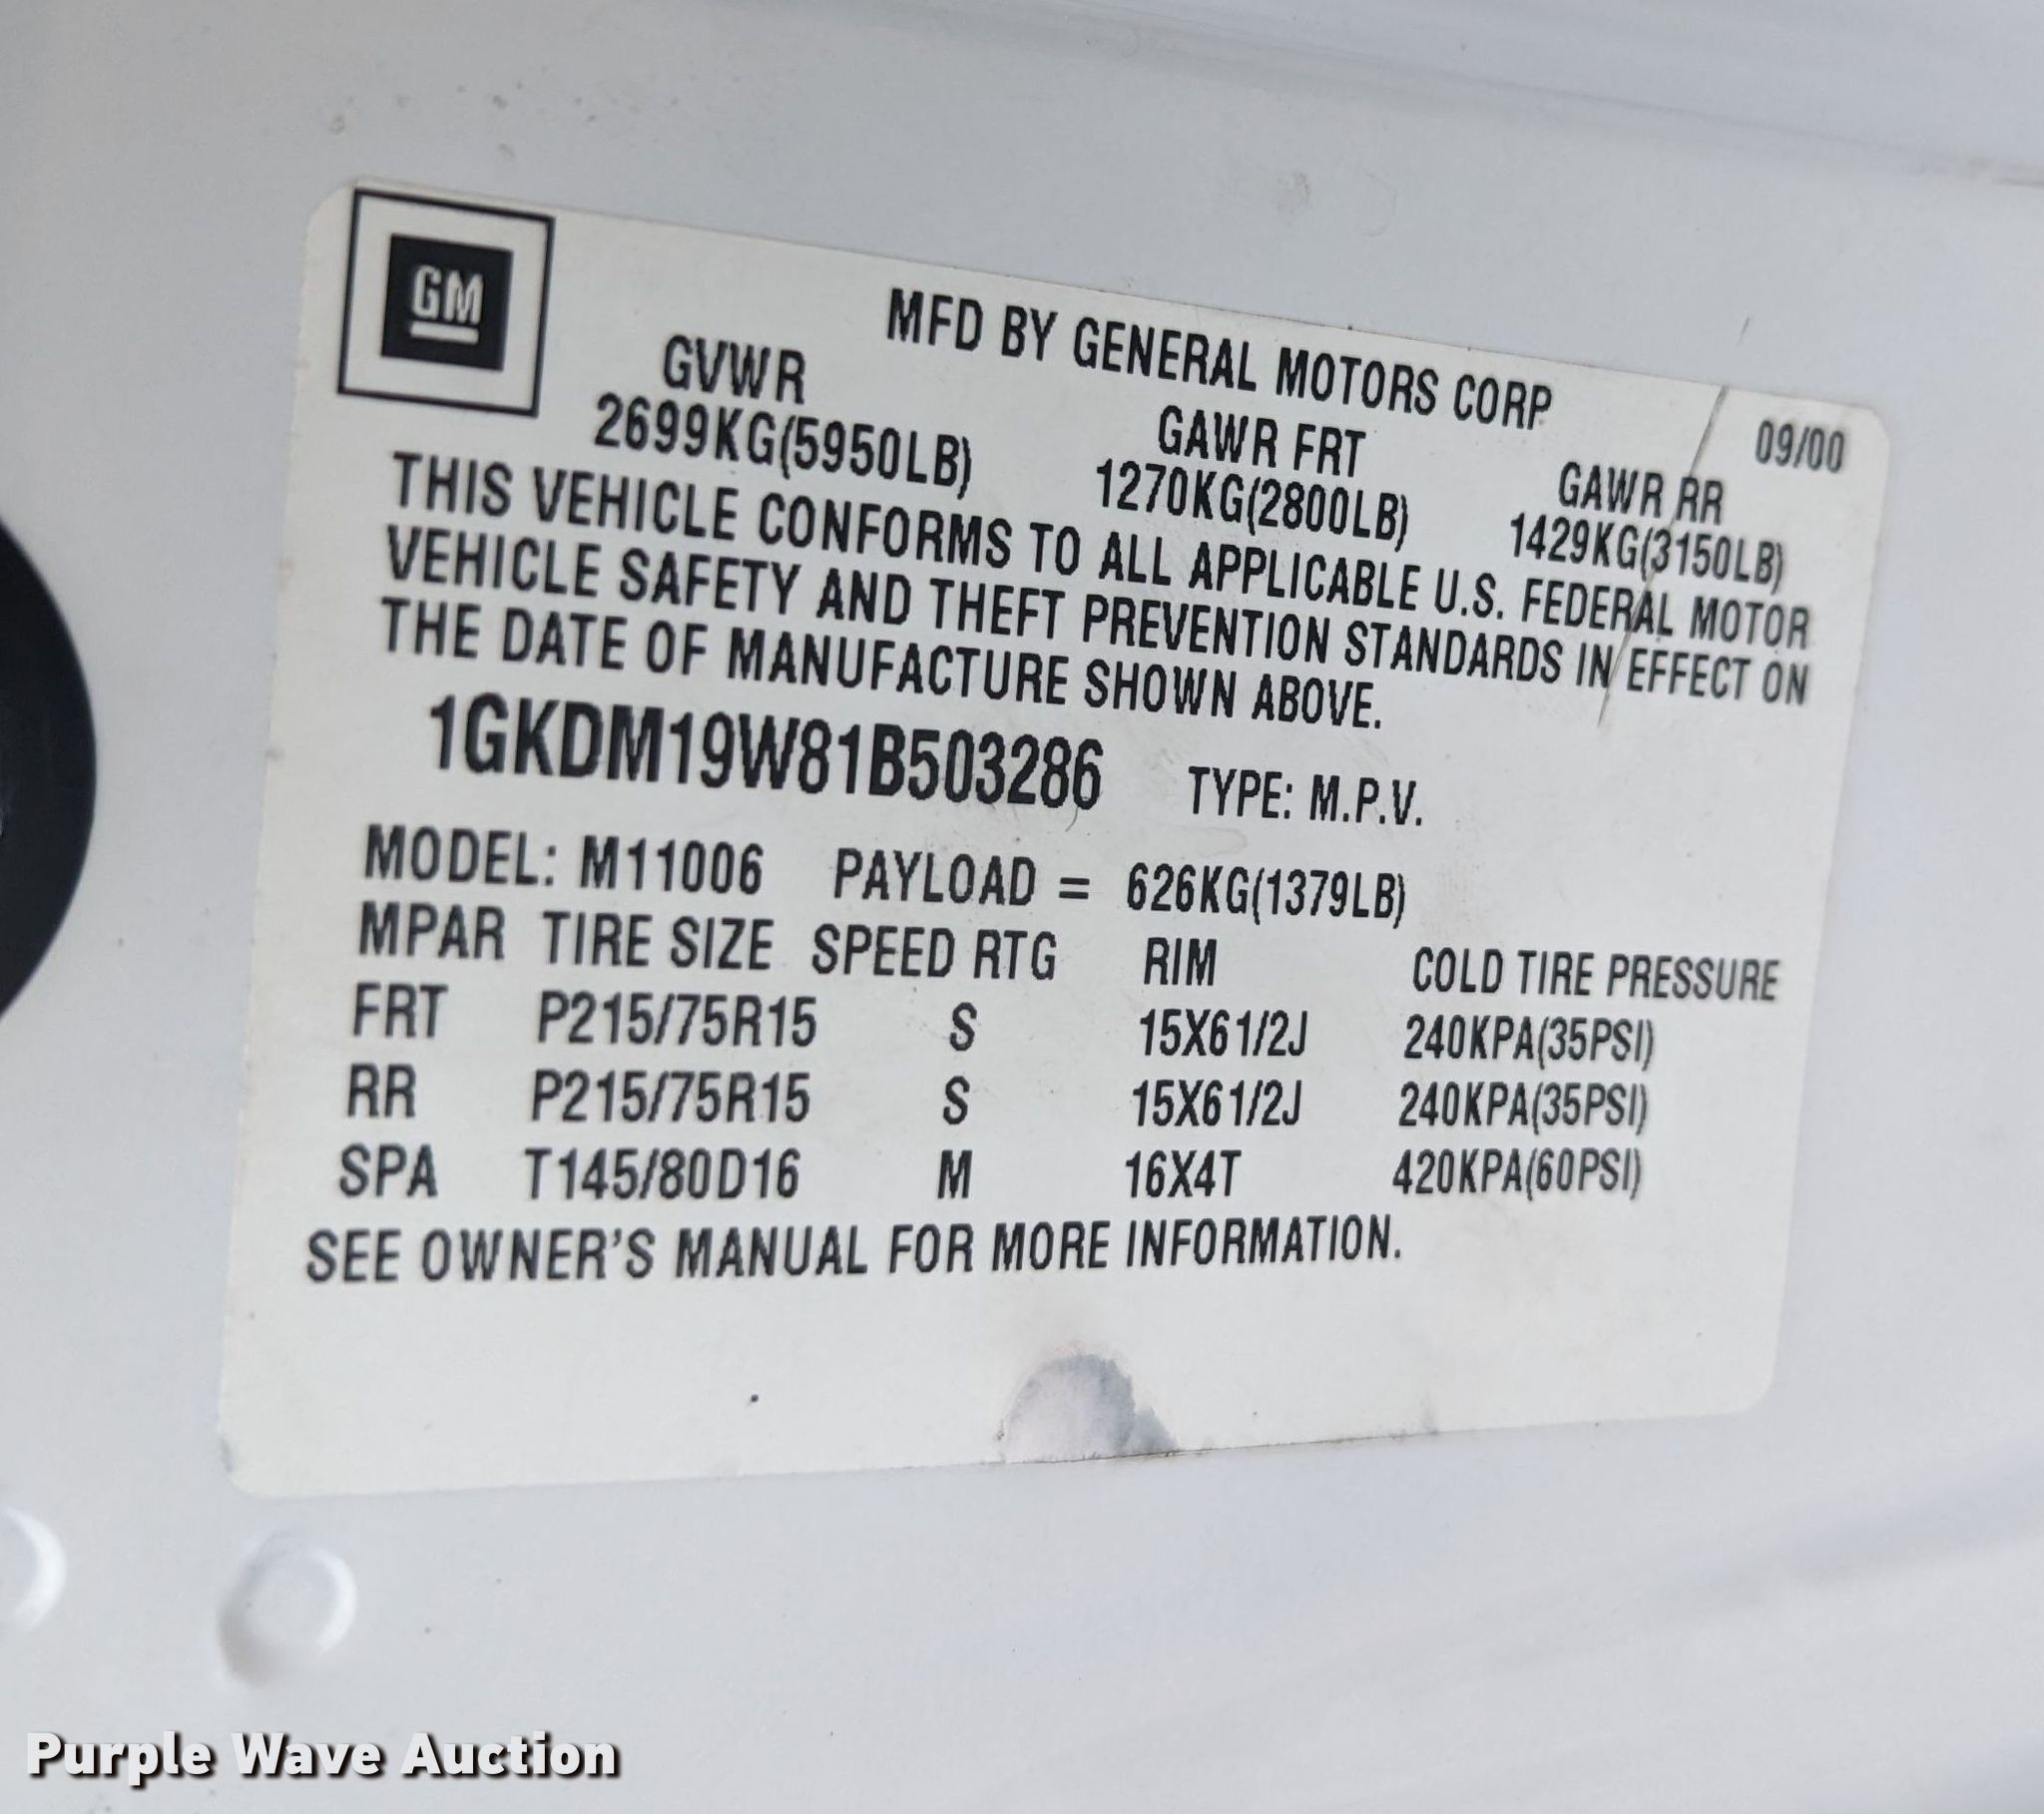 GM
MFD BY GENERAL MOTORS CORP
09/00
GVWR GAWR FRT GAWR RR
2699KG(5950LB) 1270KG(2800LB) 1429KG(3150LB)
THIS VEHICLE CONFORMS TO ALL APPLICABLE U.S. FEDERAL MOTOR
VEHICLE SAFETY AND THEFT PREVENTION STANDARDS IN EFFECT ON
THE DATE OF MANUFACTURE SHOWN ABOVE.
1GKDM19W81B503286 TYPE: M.P.V.
MODEL: M11006 PAYLOAD = 626KG(1379LB)
MPAR TIRE SIZE SPEED RTG RIM COLD TIRE PRESSURE
FRT P215/75R15 S 15X61/2J 240KPA(35PSI)
RR P215/75R15 S 15X61/2J 240KPA(35PSI)
SPA T145/80D16 M 16X4T 420KPA(60PSI)
SEE OWNER'S MANUAL FOR MORE INFORMATION.
Purple Wave Auction